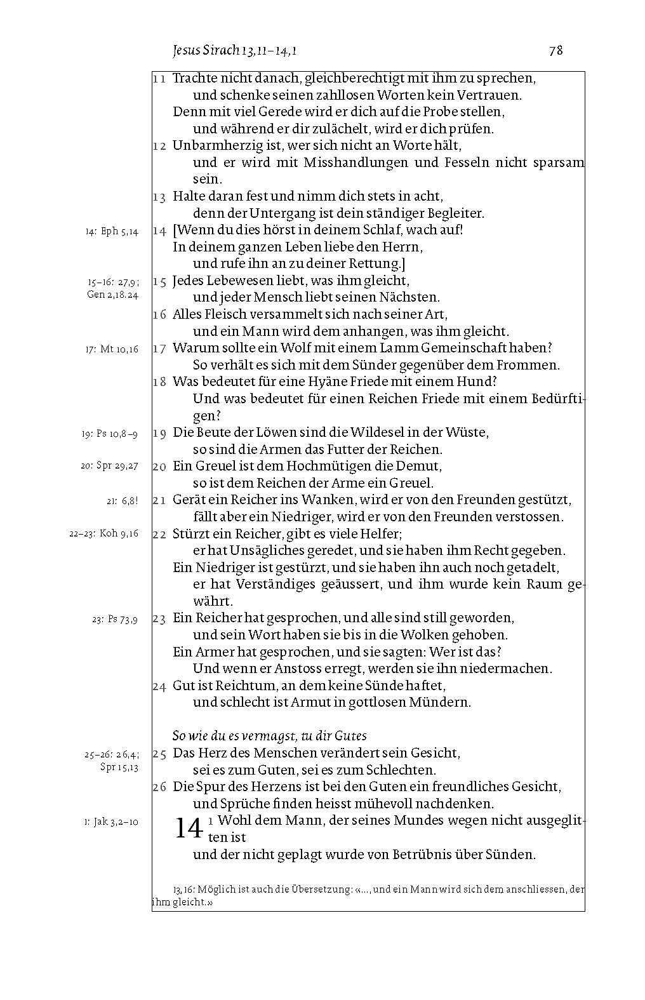 Jesus Sirach 13,11–14,1 78
11 Trachte nicht danach, gleichberechtigt mit ihm zu sprechen,
und schenke seinen zahllosen Worten kein Vertrauen.
Denn mit viel Gerede wird er dich auf die Probe stellen,
und während er dir zulächelt, wird er dich prüfen.
12 Unbarmherzig ist, wer sich nicht an Worte hält,
und er wird mit Misshandlungen und Fesseln nicht sparsam
sein.
13 Halte daran fest und nimm dich stets in acht,
denn der Untergang ist dein ständiger Begleiter.
14: Eph 5,14
14 [Wenn du dies hörst in deinem Schlaf, wach auf!
In deinem ganzen Leben liebe den Herrn,
und rufe ihn an zu deiner Rettung.]
15–16: 27,9;
Gen 2,18.24
15 Jedes Lebewesen liebt, was ihm gleicht,
und jeder Mensch liebt seinen Nächsten.
16 Alles Fleisch versammelt sich nach seiner Art,
und ein Mann wird dem anhangen, was ihm gleicht.
17: Mt 10,16
17 Warum sollte ein Wolf mit einem Lamm Gemeinschaft haben?
So verhält es sich mit dem Sünder gegenüber dem Frommen.
18 Was bedeutet für eine Hyäne Friede mit einem Hund?
Und was bedeutet für einen Reichen Friede mit einem Bedürfti-
gen?
19: Ps 10,8–9
19 Die Beute der Löwen sind die Wildesel in der Wüste,
so sind die Armen das Futter der Reichen.
20: Spr 29,27
20 Ein Greuel ist dem Hochmütigen die Demut,
so ist dem Reichen der Arme ein Greuel.
21: 6,8!
21 Gerät ein Reicher ins Wanken, wird er von den Freunden gestützt,
fällt aber ein Niedriger, wird er von den Freunden verstossen.
22–23: Koh 9,16
22 Stürzt ein Reicher, gibt es viele Helfer;
er hat Unsägliches geredet, und sie haben ihm Recht gegeben.
Ein Niedriger ist gestürzt, und sie haben ihn auch noch getadelt,
er hat Verständiges geäussert, und ihm wurde kein Raum ge-
währt.
23: Ps 73,9
23 Ein Reicher hat gesprochen, und alle sind still geworden,
und sein Wort haben sie bis in die Wolken gehoben.
Ein Armer hat gesprochen, und sie sagten: Wer ist das?
Und wenn er Anstoss erregt, werden sie ihn niedermachen.
24 Gut ist Reichtum, an dem keine Sünde haftet,
und schlecht ist Armut in gottlosen Mündern.
So wie du es vermagst, tu dir Gutes
25–26: 26,4;
Spr 15,13
25 Das Herz des Menschen verändert sein Gesicht,
sei es zum Guten, sei es zum Schlechten.
26 Die Spur des Herzens ist bei den Guten ein freundliches Gesicht,
und Sprüche finden heisst mühevoll nachdenken.
1: Jak 3,2–10
14 1 Wohl dem Mann, der seines Mundes wegen nicht ausgeglit-
ten ist
und der nicht geplagt wurde von Betrübnis über Sünden.
13,16: Möglich ist auch die Übersetzung: «..., und ein Mann wird sich dem anschliessen, der
ihm gleicht.»